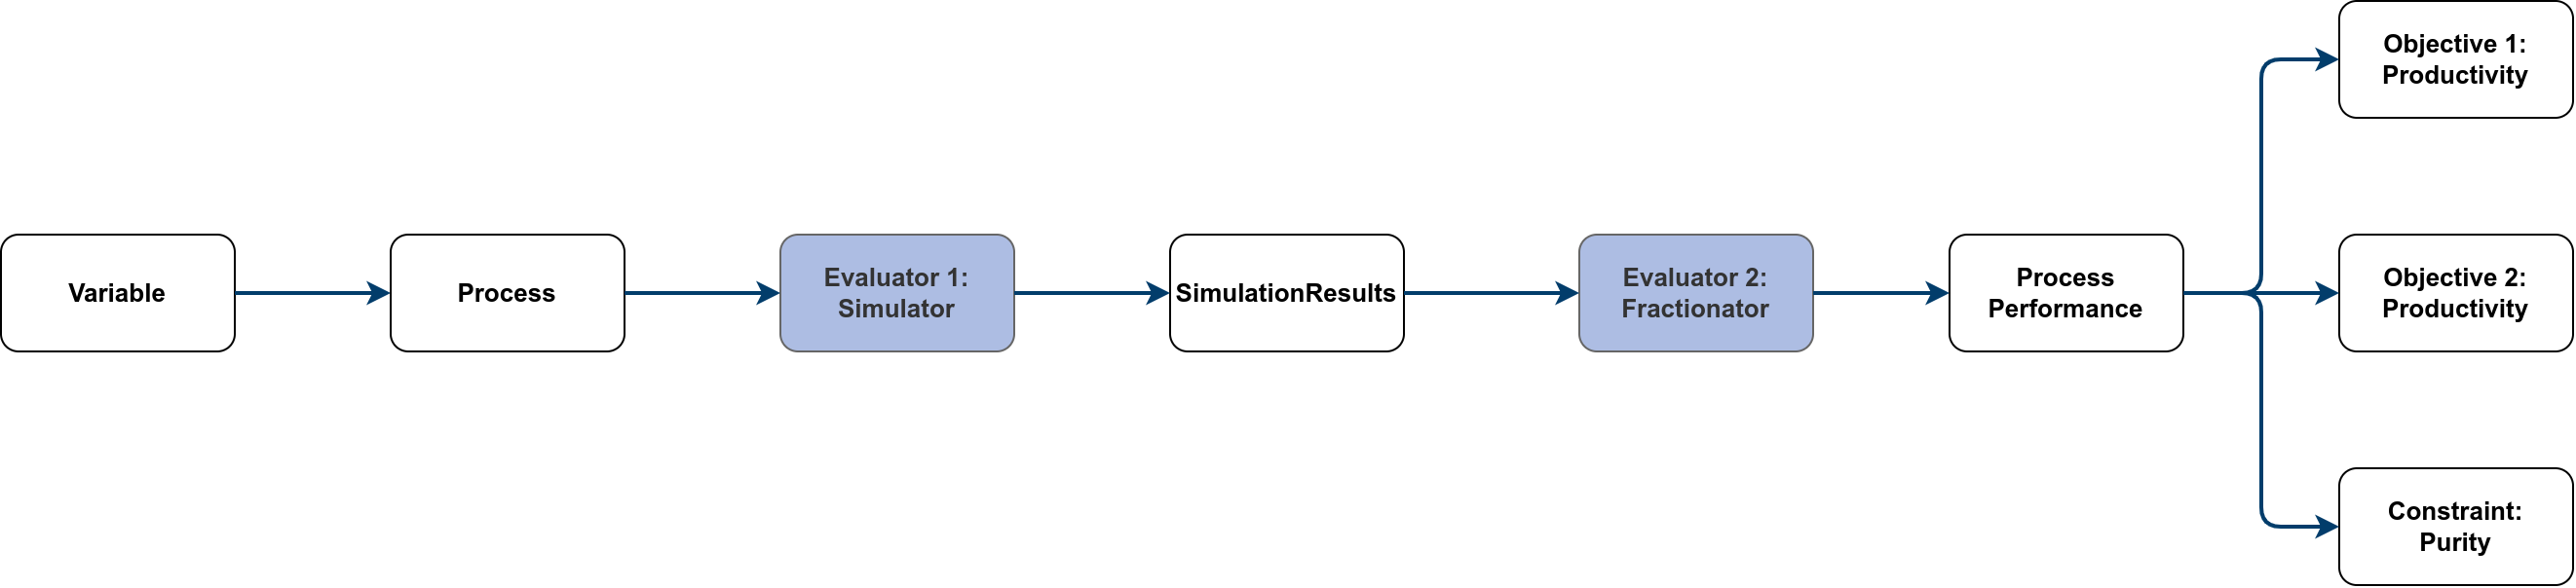 Variable
Process
Evaluator 1:
Simulator
SimulationResults
Evaluator 2:
Fractionator
Process
Performance
Objective 1:
Productivity
Objective 2:
Productivity
Constraint:
Purity